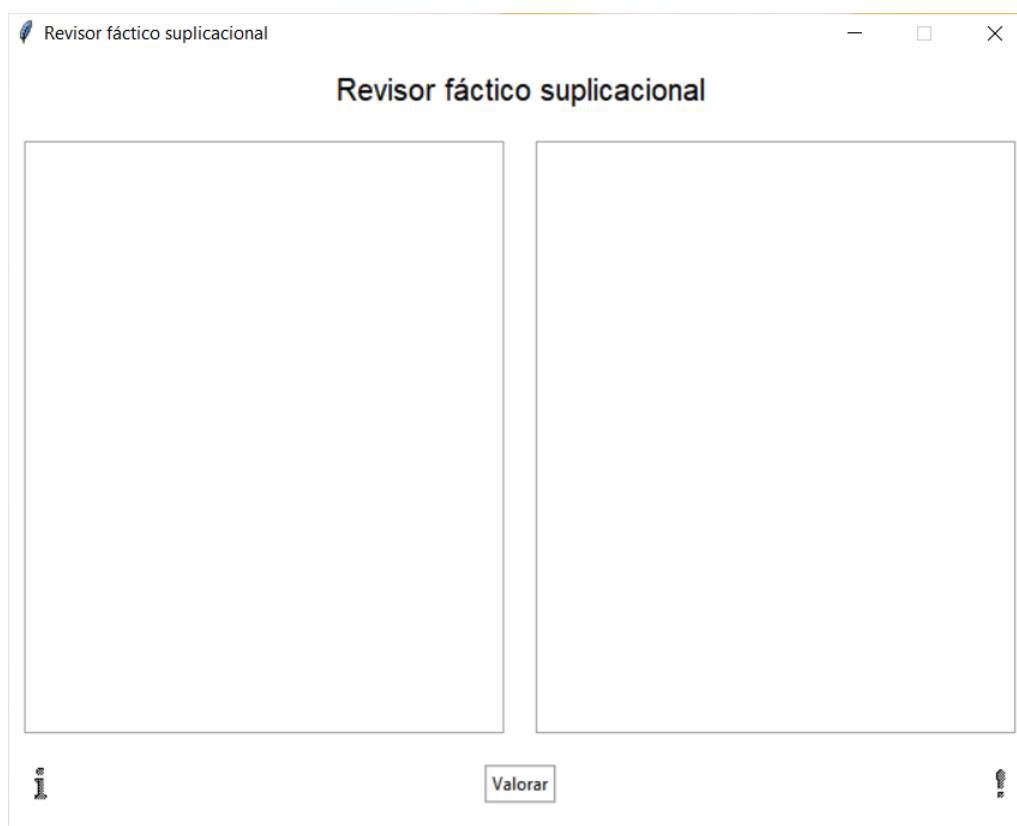 Revisor fáctico suplicacional
Revisor fáctico suplicacional
i
Valorar
!